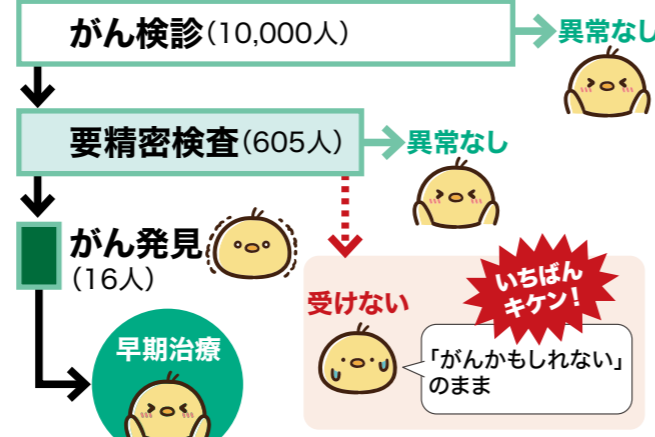 がん検診(10,000人)
異常なし
要精密検査(605人)
異常なし
がん発見
(16人)
早期治療
受けない
いちばん
キケン!
「がんかもしれない」
のまま